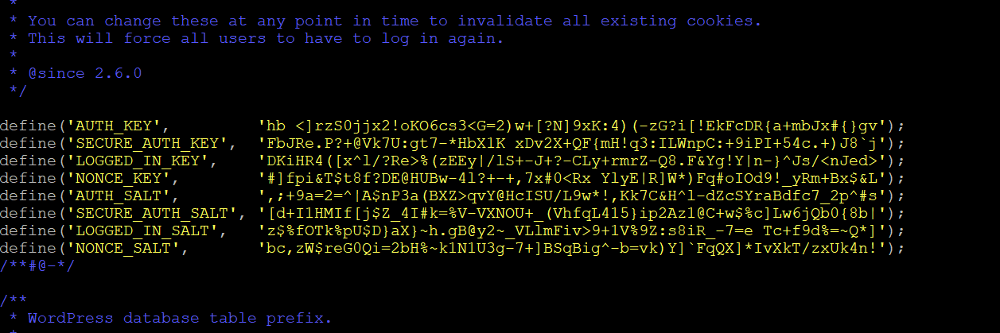 *
* You can change these at any point in time to invalidate all existing cookies.
* This will force all users to have to log in again.
*
* @since 2.6.0
*/
define('AUTH_KEY', 'hb <]rzS0jjx2!oKO6cs3<G=2)w+[?N]9xK:4)(-zG?i[!EkFcDR{a+mbJx#{}gv');
define('SECURE_AUTH_KEY', 'FbJRe.P?+@Vk7U:gt7-*HbX1K xDv2X+QF{mH!q3:ILWnpC:+9iPI+54c.+)J8`j');
define('LOGGED_IN_KEY', 'DKiHR4([x^l/?Re>%(zEEy|/lS+-J+?-CLy+rmrZ-Q8.F&Yg!Y|n-}^Js/<nJed>');
define('NONCE_KEY', '#]fpi&T$t8f?DE@HUBw-4l?+-+,7x#0<Rx YlyE|R]W*)Fq#oIOd9!_yRm+Bx$&L');
define('AUTH_SALT', ',;+9a=2=^|A$nP3a(BXZ>qvY@HcISU/L9w*!,Kk7C&H^l-dZcSYraBdfc7_2p^#s');
define('SECURE_AUTH_SALT', '[d+I1HMIf[j$Z_4I#k=%V-VXNOU+_(VhfqL415}ip2Az1@C+w$%c]Lw6jQb0{8b|');
define('LOGGED_IN_SALT', 'z$%fOTk%pU$D}aX}~h.gB@y2~_VLlmFiv>9+1V%9Z:s8iR_-7=e Tc+f9d%=~Q*]');
define('NONCE_SALT', 'bc,zW$reG0Qi=2bH%~k1N1U3g-7+]BSqBig^-b=vk)Y]`FqQX]*IvXkT/zxUk4n!');
/**#@-*/
/**
* WordPress database table prefix.